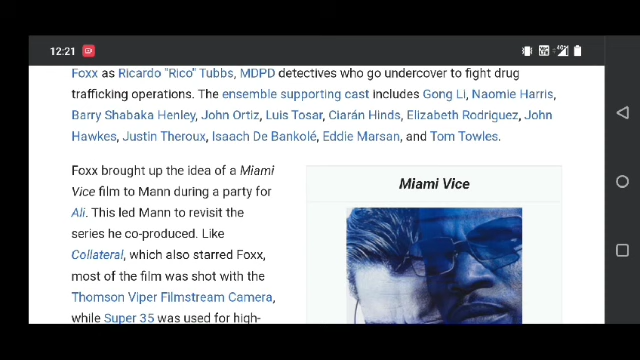 12:21
Foxx as Ricardo "Rico" Tubbs, MDPD detectives who go undercover to fight drug
trafficking operations. The ensemble supporting cast includes Gong Li, Naomie Harris,
Barry Shabaka Henley, John Ortiz, Luis Tosar, Ciarán Hinds, Elizabeth Rodriguez, John
Hawkes, Justin Theroux, Isaach De Bankolé, Eddie Marsan, and Tom Towles.
Foxx brought up the idea of a Miami
Vice film to Mann during a party for
Ali. This led Mann to revisit the
series he co-produced. Like
Collateral, which also starred Foxx,
most of the film was shot with the
Thomson Viper Filmstream Camera,
while Super 35 was used for high-
Miami Vice